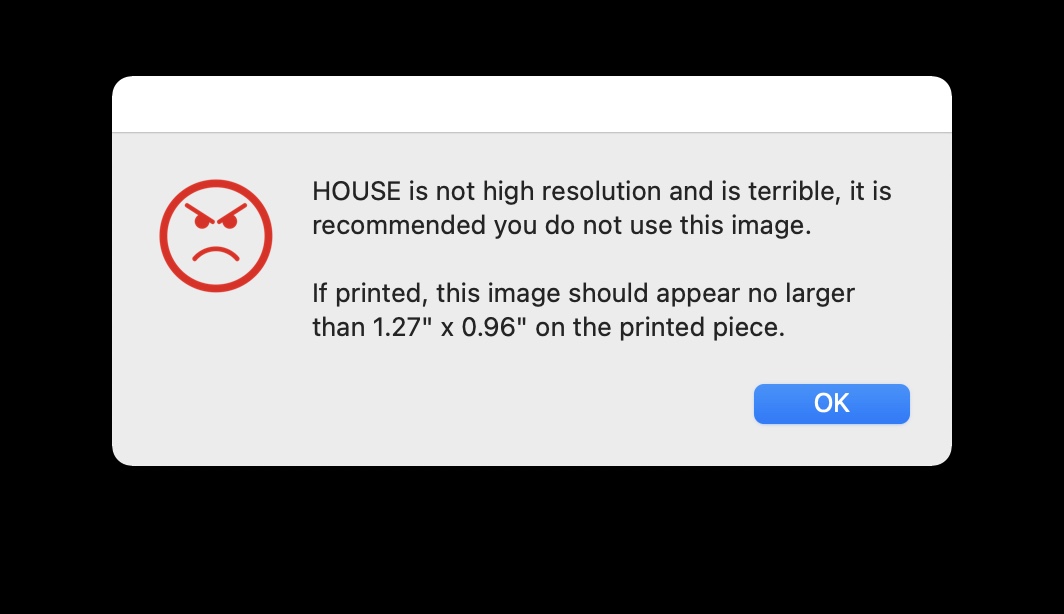 HOUSE is not high resolution and is terrible, it is
recommended you do not use this image.
If printed, this image should appear no larger
than 1.27" x 0.96" on the printed piece.
OK